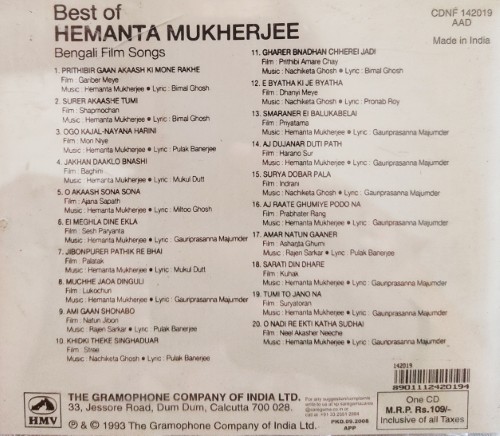 Best of
HEMANTA MUKHERJEE
Bengali Film Songs
CDNF 142019
AAD
Made in India
1. PRITHIBIR GAAN AKAASH KI MONE RAKHE
Film : Gariber Meye
Music : Hemanta Mukherjee • Lyric : Bimal Ghosh
2. SURER AKAASHE TUMI
Film : Shapmochan
Music : Hemanta Mukherjee • Lyric : Bimal Ghosh
3. OGO KAJAL-NAYANA HARINI
Film : Mon Niye
Music : Hemanta Mukherjee • Lyric : Pulak Banerjee
4. JAKHAN DAAKLO BNASHI
Film : Baghini
Music : Hemanta Mukherjee • Lyric : Mukul Dutt
5. O AKAASH SONA SONA
Film : Ajana Sapath
Music : Hemanta Mukherjee • Lyric : Miltoo Ghosh
6. EI MEGHLA DINE EKLA
Film : Sesh Paryanta
Music : Hemanta Mukherjee • Lyric : Gauriprasanna Majumder
7. JIBONPURER PATHIK RE BHAI
Film : Palatak
Music : Hemanta Mukherjee • Lyric : Mukul Dutt
8. MUCHHE JAOA DINGULI
Film : Lukochuri
Music : Hemanta Mukherjee • Lyric : Gauriprasanna Majumder
9. AMI GAAN SHONABO
Film : Natun Jibon
Music : Rajen Sarkar • Lyric : Pulak Banerjee
10. KHIDKI THEKE SINGHADUAR
Film : Stree
Music : Nachiketa Ghosh • Lyric : Pulak Banerjee
11. GHARER BNADHAN CHHEREI JADI
Film : Prithibi Amare Chay
Music : Nachiketa Ghosh • Lyric : Bimal Ghosh
12. E BYATHA KI JE BYATHA
Film : Dhanyi Meye
Music : Nachiketa Ghosh • Lyric : Pronab Roy
13. SMARANER EI BALUKABELAI
Film : Priyatama
Music : Hemanta Mukherjee • Lyric : Gauriprasanna Majumder
14. AJ DUJANAR DUTI PATH
Film : Harano Sur
Music : Hemanta Mukherjee • Lyric : Gauriprasanna Majumder
15. SURYA DOBAR PALA
Film : Indrani
Music : Nachiketa Ghosh • Lyric : Gauriprasanna Majumder
16. AJ RAATE GHUMIYE PODO NA
Film : Prabhater Rang
Music : Hemanta Mukherjee • Lyric : Gauriprasanna Majumder
17. AMAR NATUN GAANER
Film : Ashanta Ghurni
Music : Rajen Sarkar • Lyric : Pulak Banerjee
18. SARATI DIN DHARE
Film : Kuhak
Music : Hemanta Mukherjee • Lyric : Gauriprasanna Majumder
19. TUMI TO JANO NA
Film : Suryatoran
Music : Hemanta Mukherjee • Lyric : Gauriprasanna Majumder
20. O NADI RE EKTI KATHA SUDHAI
Film : Neel Akasher Neeche
Music : Hemanta Mukherjee • Lyric : Gauriprasanna Majumder
142019
8901112420194
THE GRAMOPHONE COMPANY OF INDIA LTD.
33, Jessore Road, Dum Dum, Calcutta 700 028.
HMV
℗ & © 1993 The Gramophone Company of India Ltd.
PKD.09.2008
APP
One CD
M.R.P. Rs.109/-
Inclusive of all Taxes